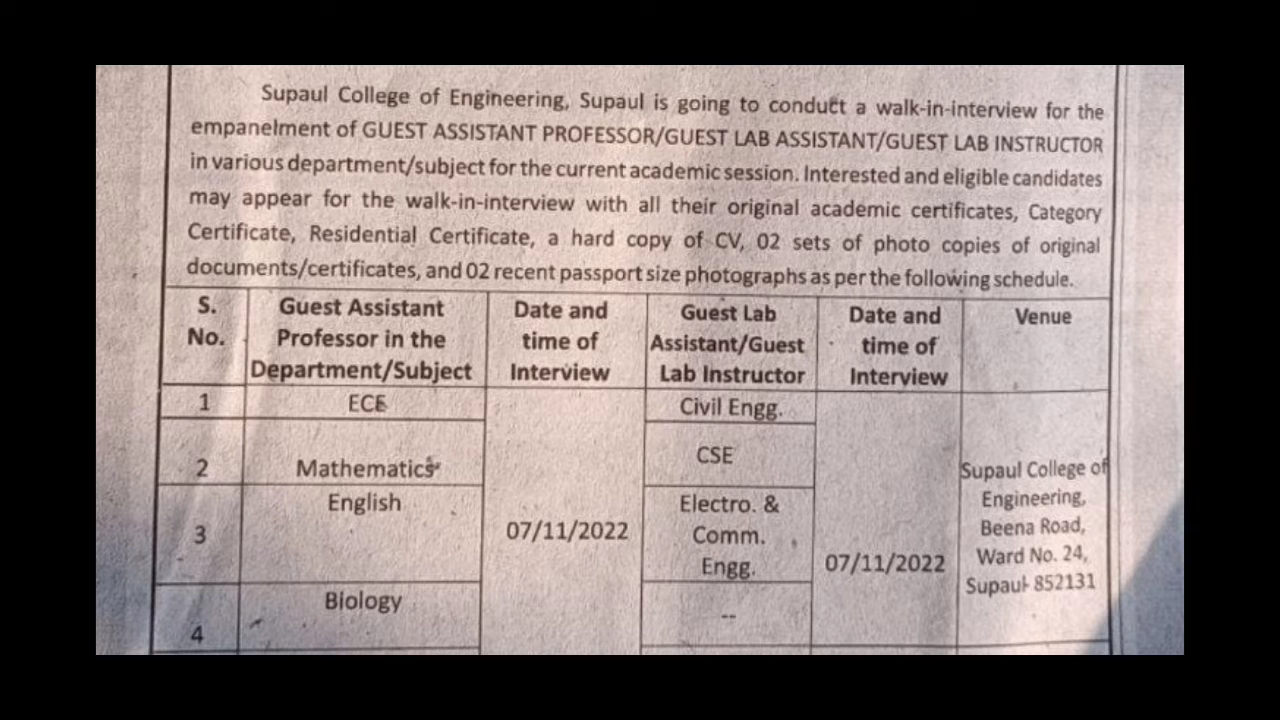 Supaul College of Engineering, Supaul is going to conduct a walk-in-interview for the
empanelment of GUEST ASSISTANT PROFESSOR/GUEST LAB ASSISTANT/GUEST LAB INSTRUCTOR
in various department/subject for the current academic session. Interested and eligible candidates
may appear for the walk-in-interview with all their original academic certificates, Category
Certificate, Residential Certificate, a hard copy of CV, 02 sets of photo copies of original
documents/certificates, and 02 recent passport size photographs as per the following schedule.
S. No.
Guest Assistant Professor in the Department/Subject
Date and time of Interview
Guest Lab Assistant/Guest Lab Instructor
Date and time of Interview
Venue
1 ECE Civil Engg.
2 Mathematics CSE
3 English Electro. & Comm. Engg.
4 Biology --
07/11/2022
07/11/2022
Supaul College of
Engineering,
Beena Road,
Ward No. 24,
Supaul- 852131